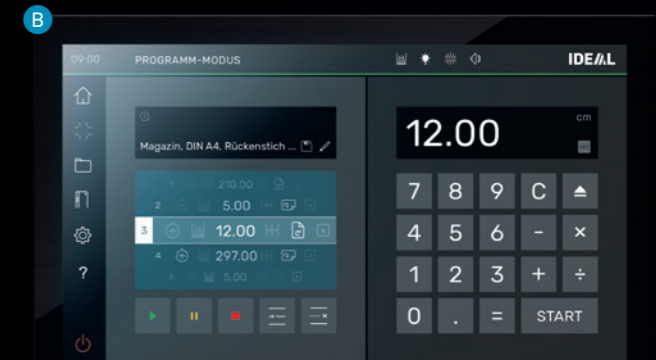 B
09:00 PROGRAMM-MODUS IDEAL
Magazin, DIN A4, Rückenstich ...
12.00 cm
1 210.00
2 5.00
3 12.00
4 297.00
5.00
7 8 9 C
4 5 6 - ×
1 2 3 + ÷
0 . = START
?